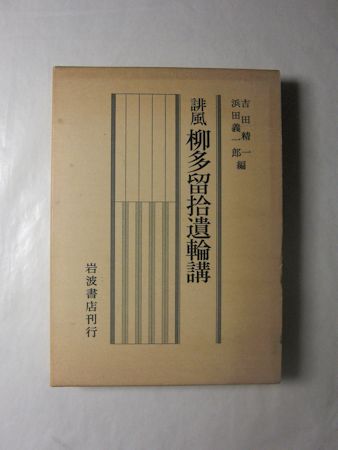 吉田精一
浜田義一郎 編
誹風
柳多留拾遺輪講
岩波書店刊行